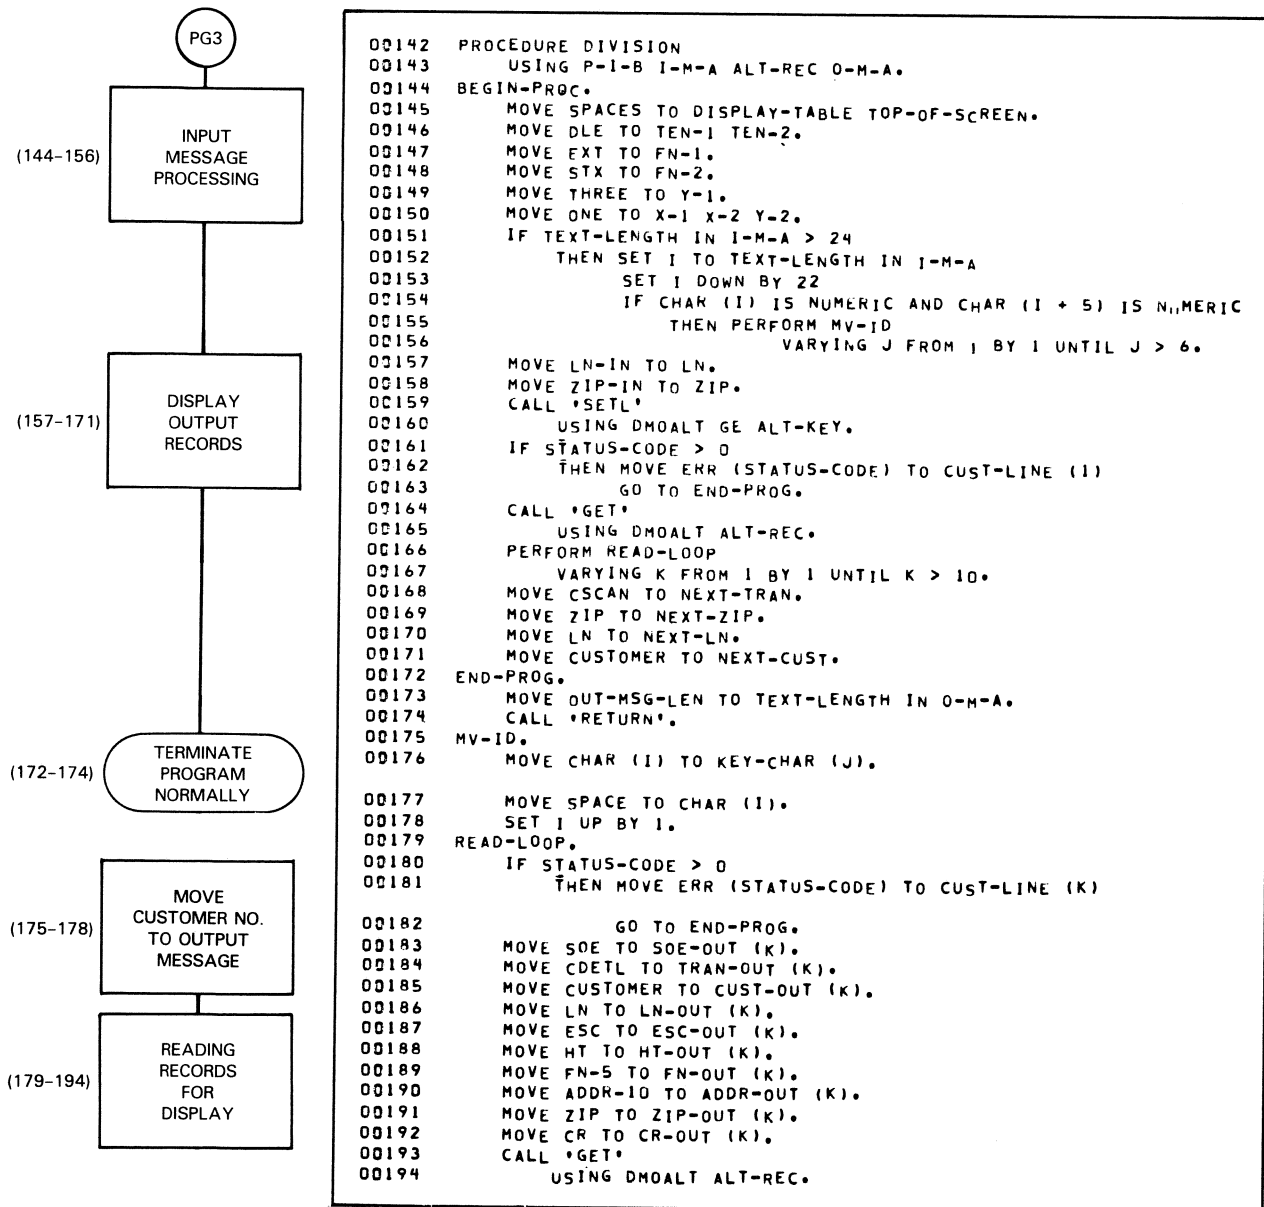 PG3
(144-156)
INPUT
MESSAGE
PROCESSING
(157-171)
DISPLAY
OUTPUT
RECORDS
(172-174)
TERMINATE
PROGRAM
NORMALLY
(175-178)
MOVE
CUSTOMER NO.
TO OUTPUT
MESSAGE
(179-194)
READING
RECORDS
FOR
DISPLAY
00142 PROCEDURE DIVISION
00143 USING P-I-B I-M-A ALT-REC O-M-A.
00144 BEGIN-PROC.
00145 MOVE SPACES TO DISPLAY-TABLE TOP-OF-SCREEN.
00146 MOVE DLE TO TEN-1 TEN-2.
00147 MOVE EXT TO FN-1.
00148 MOVE STX TO FN-2.
00149 MOVE THREE TO Y-1.
00150 MOVE ONE TO X-1 X-2 Y-2.
00151 IF TEXT-LENGTH IN I-M-A > 24
00152 THEN SET I TO TEXT-LENGTH IN I-M-A
00153 SET I DOWN BY 22
00154 IF CHAR (I) IS NUMERIC AND CHAR (I + 5) IS NUMERIC
00155 THEN PERFORM MV-ID
00156 VARYING J FROM 1 BY 1 UNTIL J > 6.
00157 MOVE LN-IN TO LN.
00158 MOVE ZIP-IN TO ZIP.
00159 CALL 'SETL'
00160 USING DMOALT GE ALT-KEY.
00161 IF STATUS-CODE > 0
00162 THEN MOVE ERR (STATUS-CODE) TO CUST-LINE (1)
00163 GO TO END-PROG.
00164 CALL 'GET'
00165 USING DMOALT ALT-REC.
00166 PERFORM READ-LOOP
00167 VARYING K FROM 1 BY 1 UNTIL K > 10.
00168 MOVE CSCAN TO NEXT-TRAN.
00169 MOVE ZIP TO NEXT-ZIP.
00170 MOVE LN TO NEXT-LN.
00171 MOVE CUSTOMER TO NEXT-CUST.
00172 END-PROG.
00173 MOVE OUT-MSG-LEN TO TEXT-LENGTH IN O-M-A.
00174 CALL 'RETURN'.
00175 MV-ID.
00176 MOVE CHAR (I) TO KEY-CHAR (J).
00177 MOVE SPACE TO CHAR (I).
00178 SET I UP BY 1.
00179 READ-LOOP.
00180 IF STATUS-CODE > 0
00181 THEN MOVE ERR (STATUS-CODE) TO CUST-LINE (K)
00182 GO TO END-PROG.
00183 MOVE SOE TO SOE-OUT (K).
00184 MOVE CDETL TO TRAN-OUT (K).
00185 MOVE CUSTOMER TO CUST-OUT (K).
00186 MOVE LN TO LN-OUT (K).
00187 MOVE ESC TO ESC-OUT (K).
00188 MOVE HT TO HT-OUT (K).
00189 MOVE FN-5 TO FN-OUT (K).
00190 MOVE ADDR-10 TO ADDR-OUT (K).
00191 MOVE ZIP TO ZIP-OUT (K).
00192 MOVE CR TO CR-OUT (K).
00193 CALL 'GET'
00194 USING DMOALT ALT-REC.